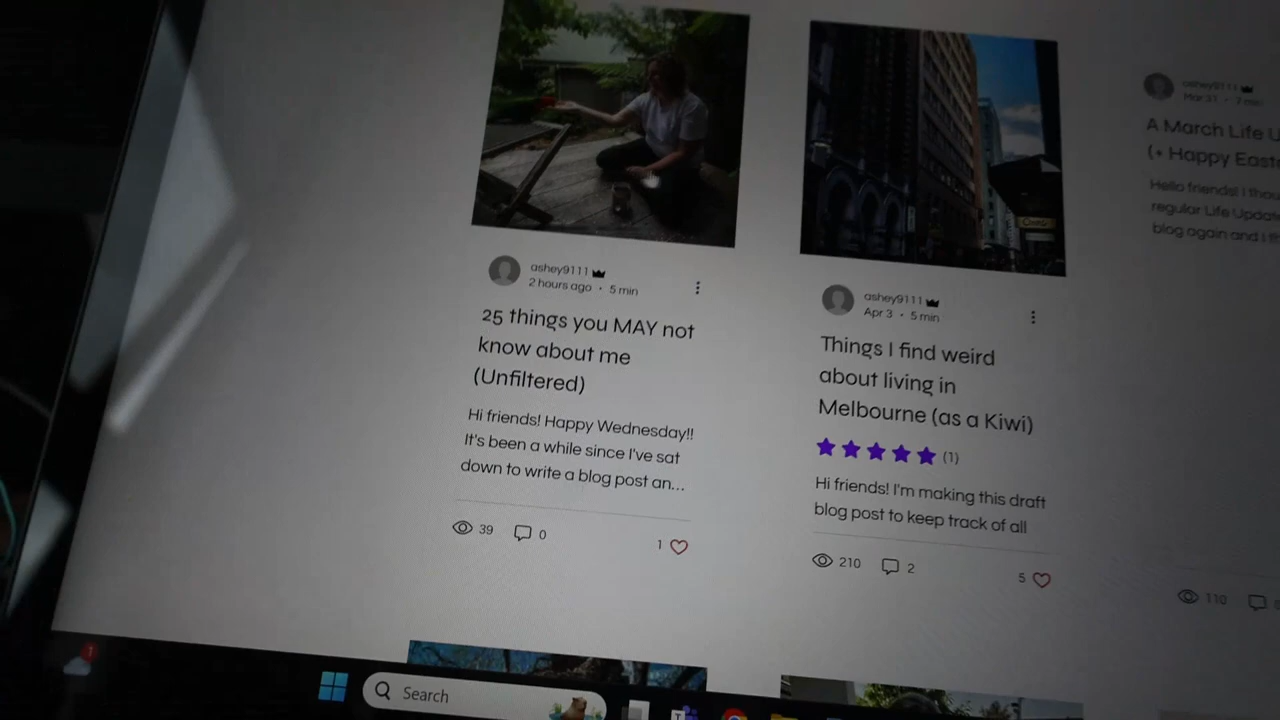 ashey9111
2 hours ago · 5 min
25 things you MAY not
know about me
(Unfiltered)
Hi friends! Happy Wednesday!!
It's been a while since I've sat
down to write a blog post an...
39
0
1
ashey9111
Apr 3 · 5 min
Things I find weird
about living in
Melbourne (as a Kiwi)
(1)
Hi friends! I'm making this draft
blog post to keep track of all
210
2
5
ashey9111
Mar 31 · 7 min
A March Life
(+ Happy
Hello friends! I
regular Life
blog again and I
110
1
Search